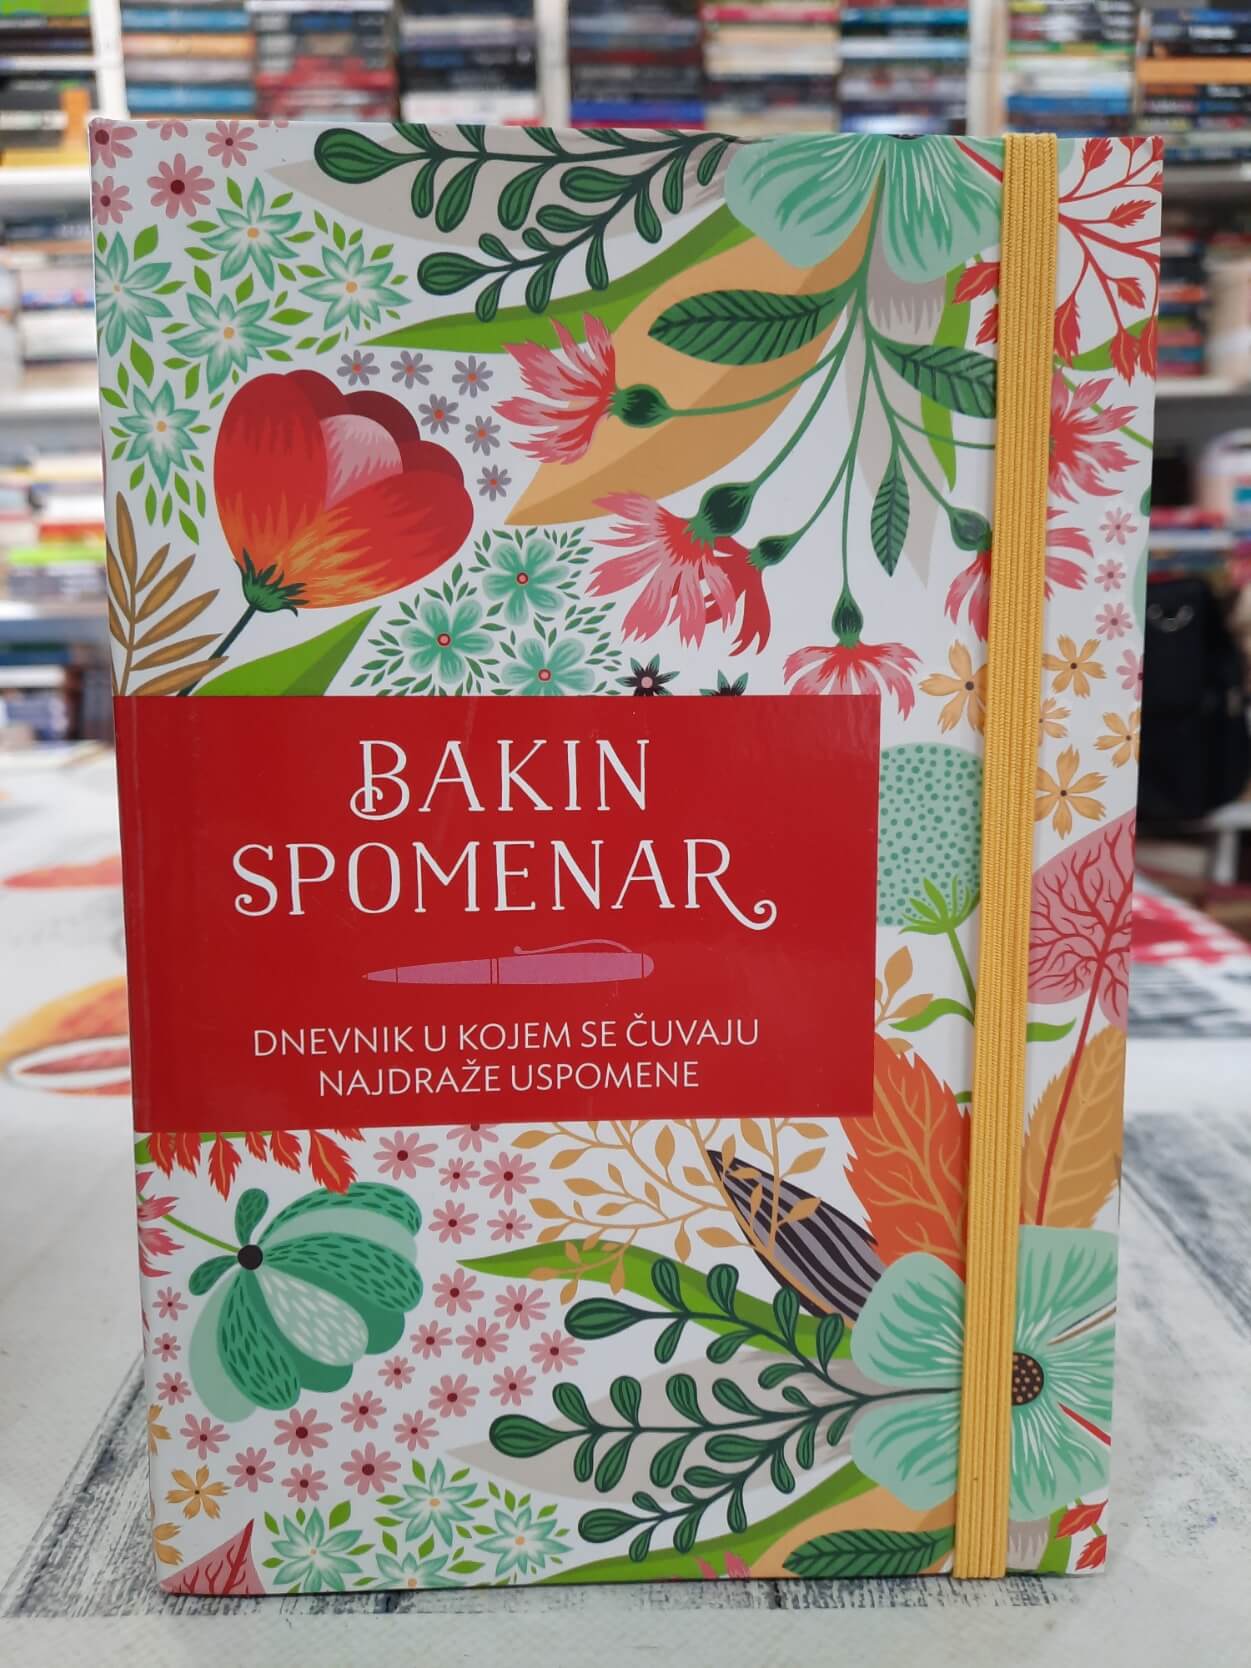 BAKIN
SPOMENAR
DNEVNIK U KOJEM SE ČUVAJU
NAJDRAŽE USPOMENE